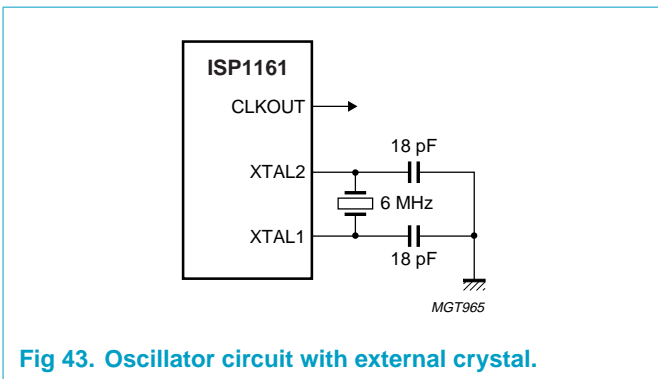 ISP1161
CLKOUT
18 pF
XTAL2
6 MHz
XTAL1
18 pF
MGT965
Fig 43. Oscillator circuit with external crystal.